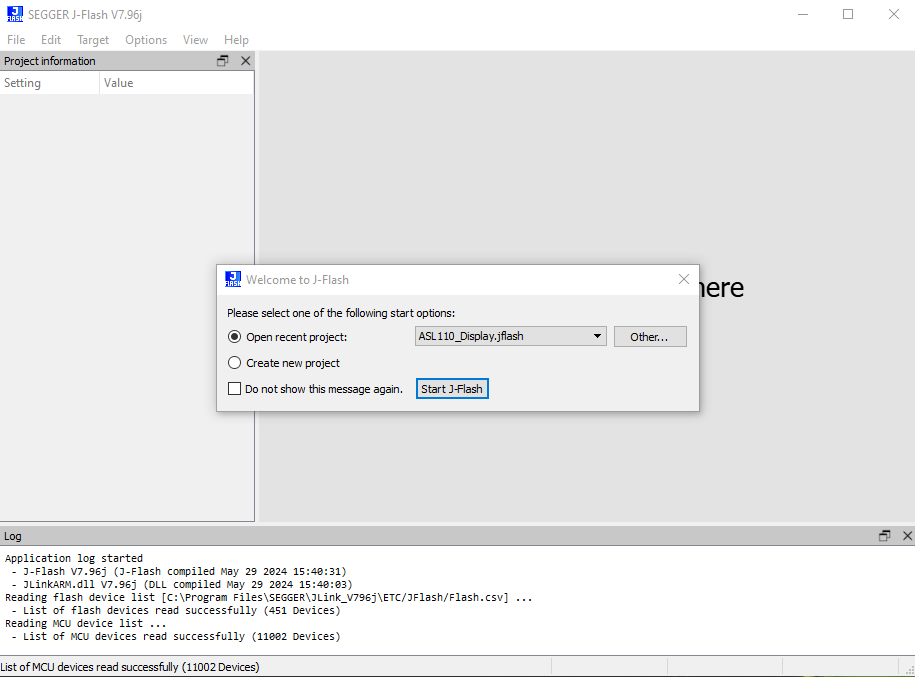 SEGGER J-Flash V7.96j
File Edit Target Options View Help
Project information
Setting Value
Welcome to J-Flash
here
Please select one of the following start options:
Open recent project: ASL110_Display.jflash Other...
Create new project
Do not show this message again. Start J-Flash
Log
Application log started
- J-Flash V7.96j (J-Flash compiled May 29 2024 15:40:31)
- JLinkARM.dll V7.96j (DLL compiled May 29 2024 15:40:03)
Reading flash device list [C:\Program Files\SEGGER\JLink_V796j\ETC/JFlash/Flash.csv] ...
- List of flash devices read successfully (451 Devices)
Reading MCU device list ...
- List of MCU devices read successfully (11002 Devices)
List of MCU devices read successfully (11002 Devices)